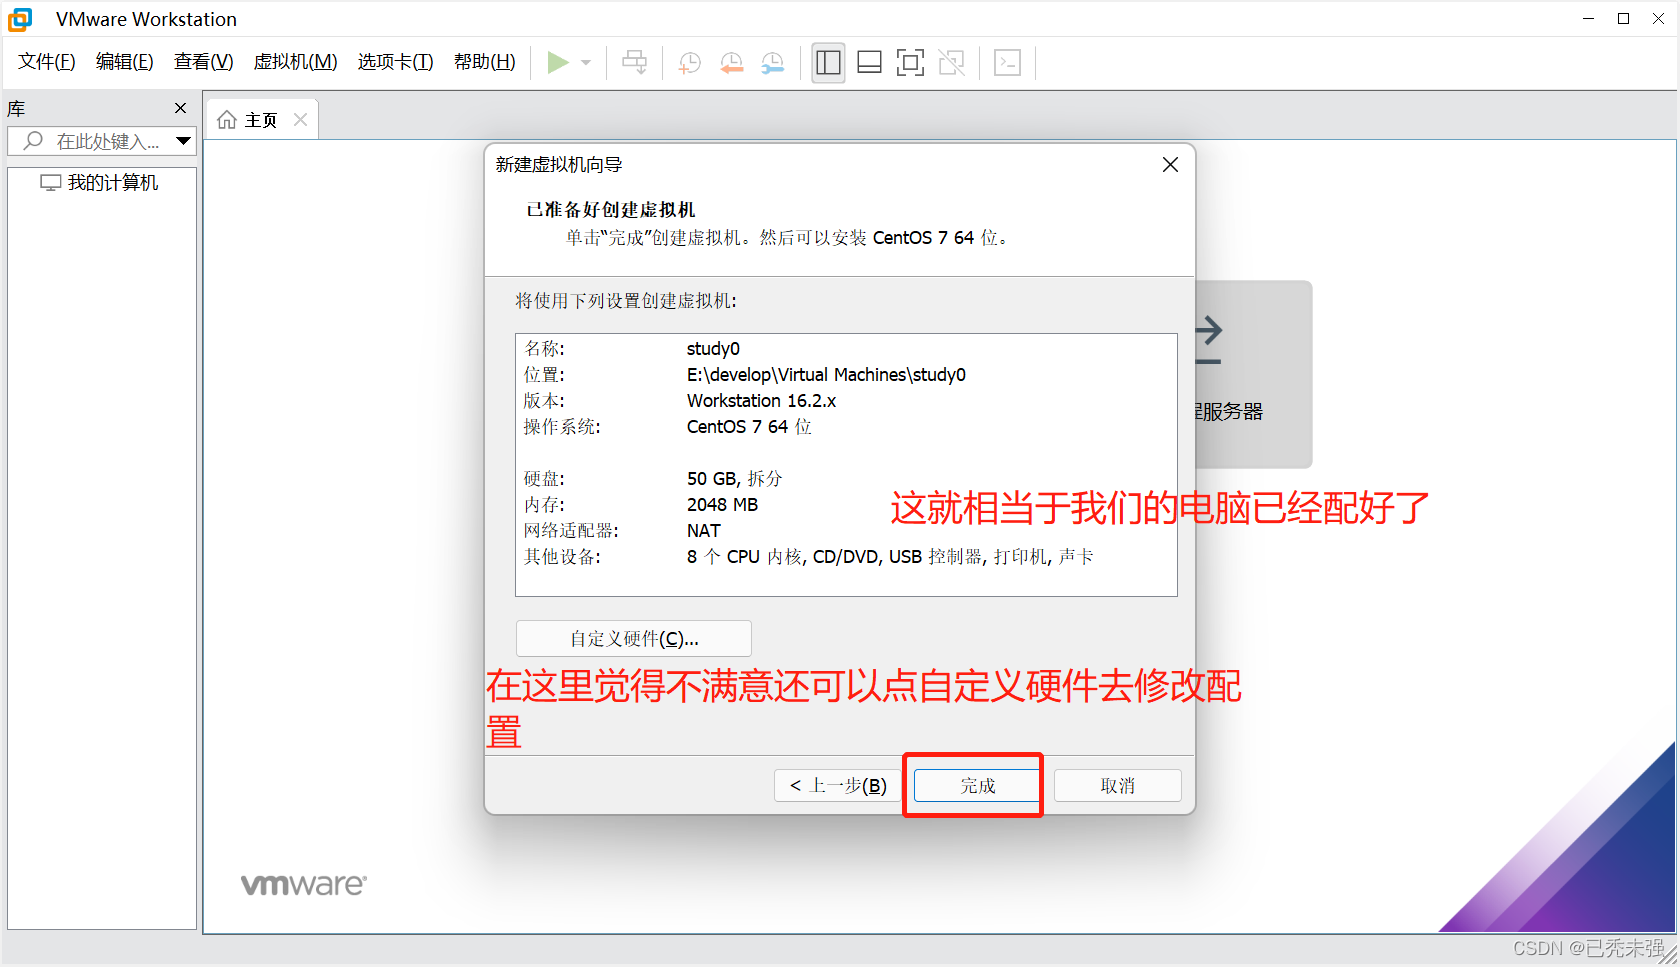 VMware Workstation
文件(F) 编辑(E) 查看(V) 虚拟机(M) 选项卡(T) 帮助(H)
库
主页
在此处键入...
我的计算机
新建虚拟机向导
已准备好创建虚拟机
单击“完成”创建虚拟机。然后可以安装 CentOS 7 64 位。
将使用下列设置创建虚拟机:
名称: study0
位置: E:\develop\Virtual Machines\study0
版本: Workstation 16.2.x
操作系统: CentOS 7 64 位
硬盘: 50 GB, 拆分
内存: 2048 MB
网络适配器: NAT
其他设备: 8 个 CPU 内核, CD/DVD, USB 控制器, 打印机, 声卡
程服务器
这就相当于我们的电脑已经配好了
自定义硬件(C)...
在这里觉得不满意还可以点自定义硬件去修改配
置
< 上一步(B) 完成 取消
vmware
CSDN @已秃未强